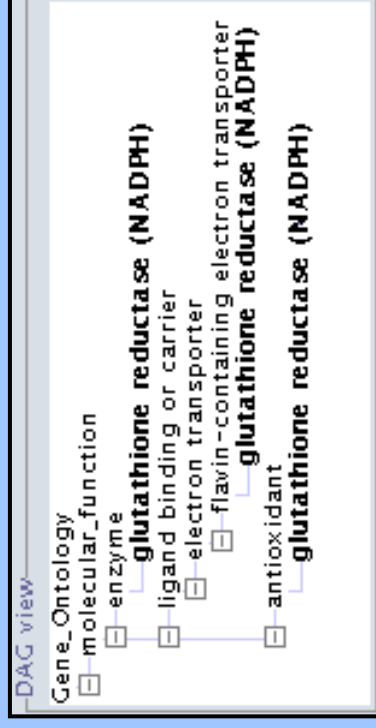 DAG view
Gene_Ontology
molecular_function
enzyme
glutathione reductase (NADPH)
ligand binding or carrier
electron transporter
flavin-containing electron transporter
glutathione reductase (NADPH)
antioxidant
glutathione reductase (NADPH)